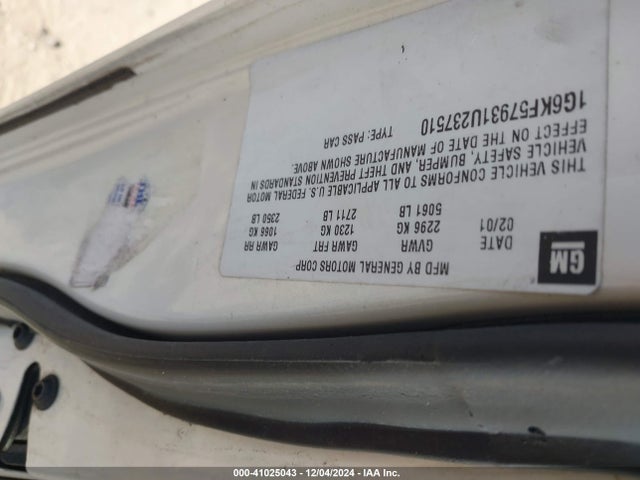 GM
MFD BY GENERAL MOTORS CORP
DATE GVWR GAWR FRT GAWR RR
02/01 2296 KG 1230 KG 1066 KG
5061 LB 2711 LB 2350 LB
THIS VEHICLE CONFORMS TO ALL APPLICABLE U.S. FEDERAL MOTOR
VEHICLE SAFETY, BUMPER, AND THEFT PREVENTION STANDARDS IN
EFFECT ON THE DATE OF MANUFACTURE SHOWN ABOVE.
1G6KF57931U237510 TYPE: PASS CAR
000-41025043 - 12/04/2024 - IAA Inc.